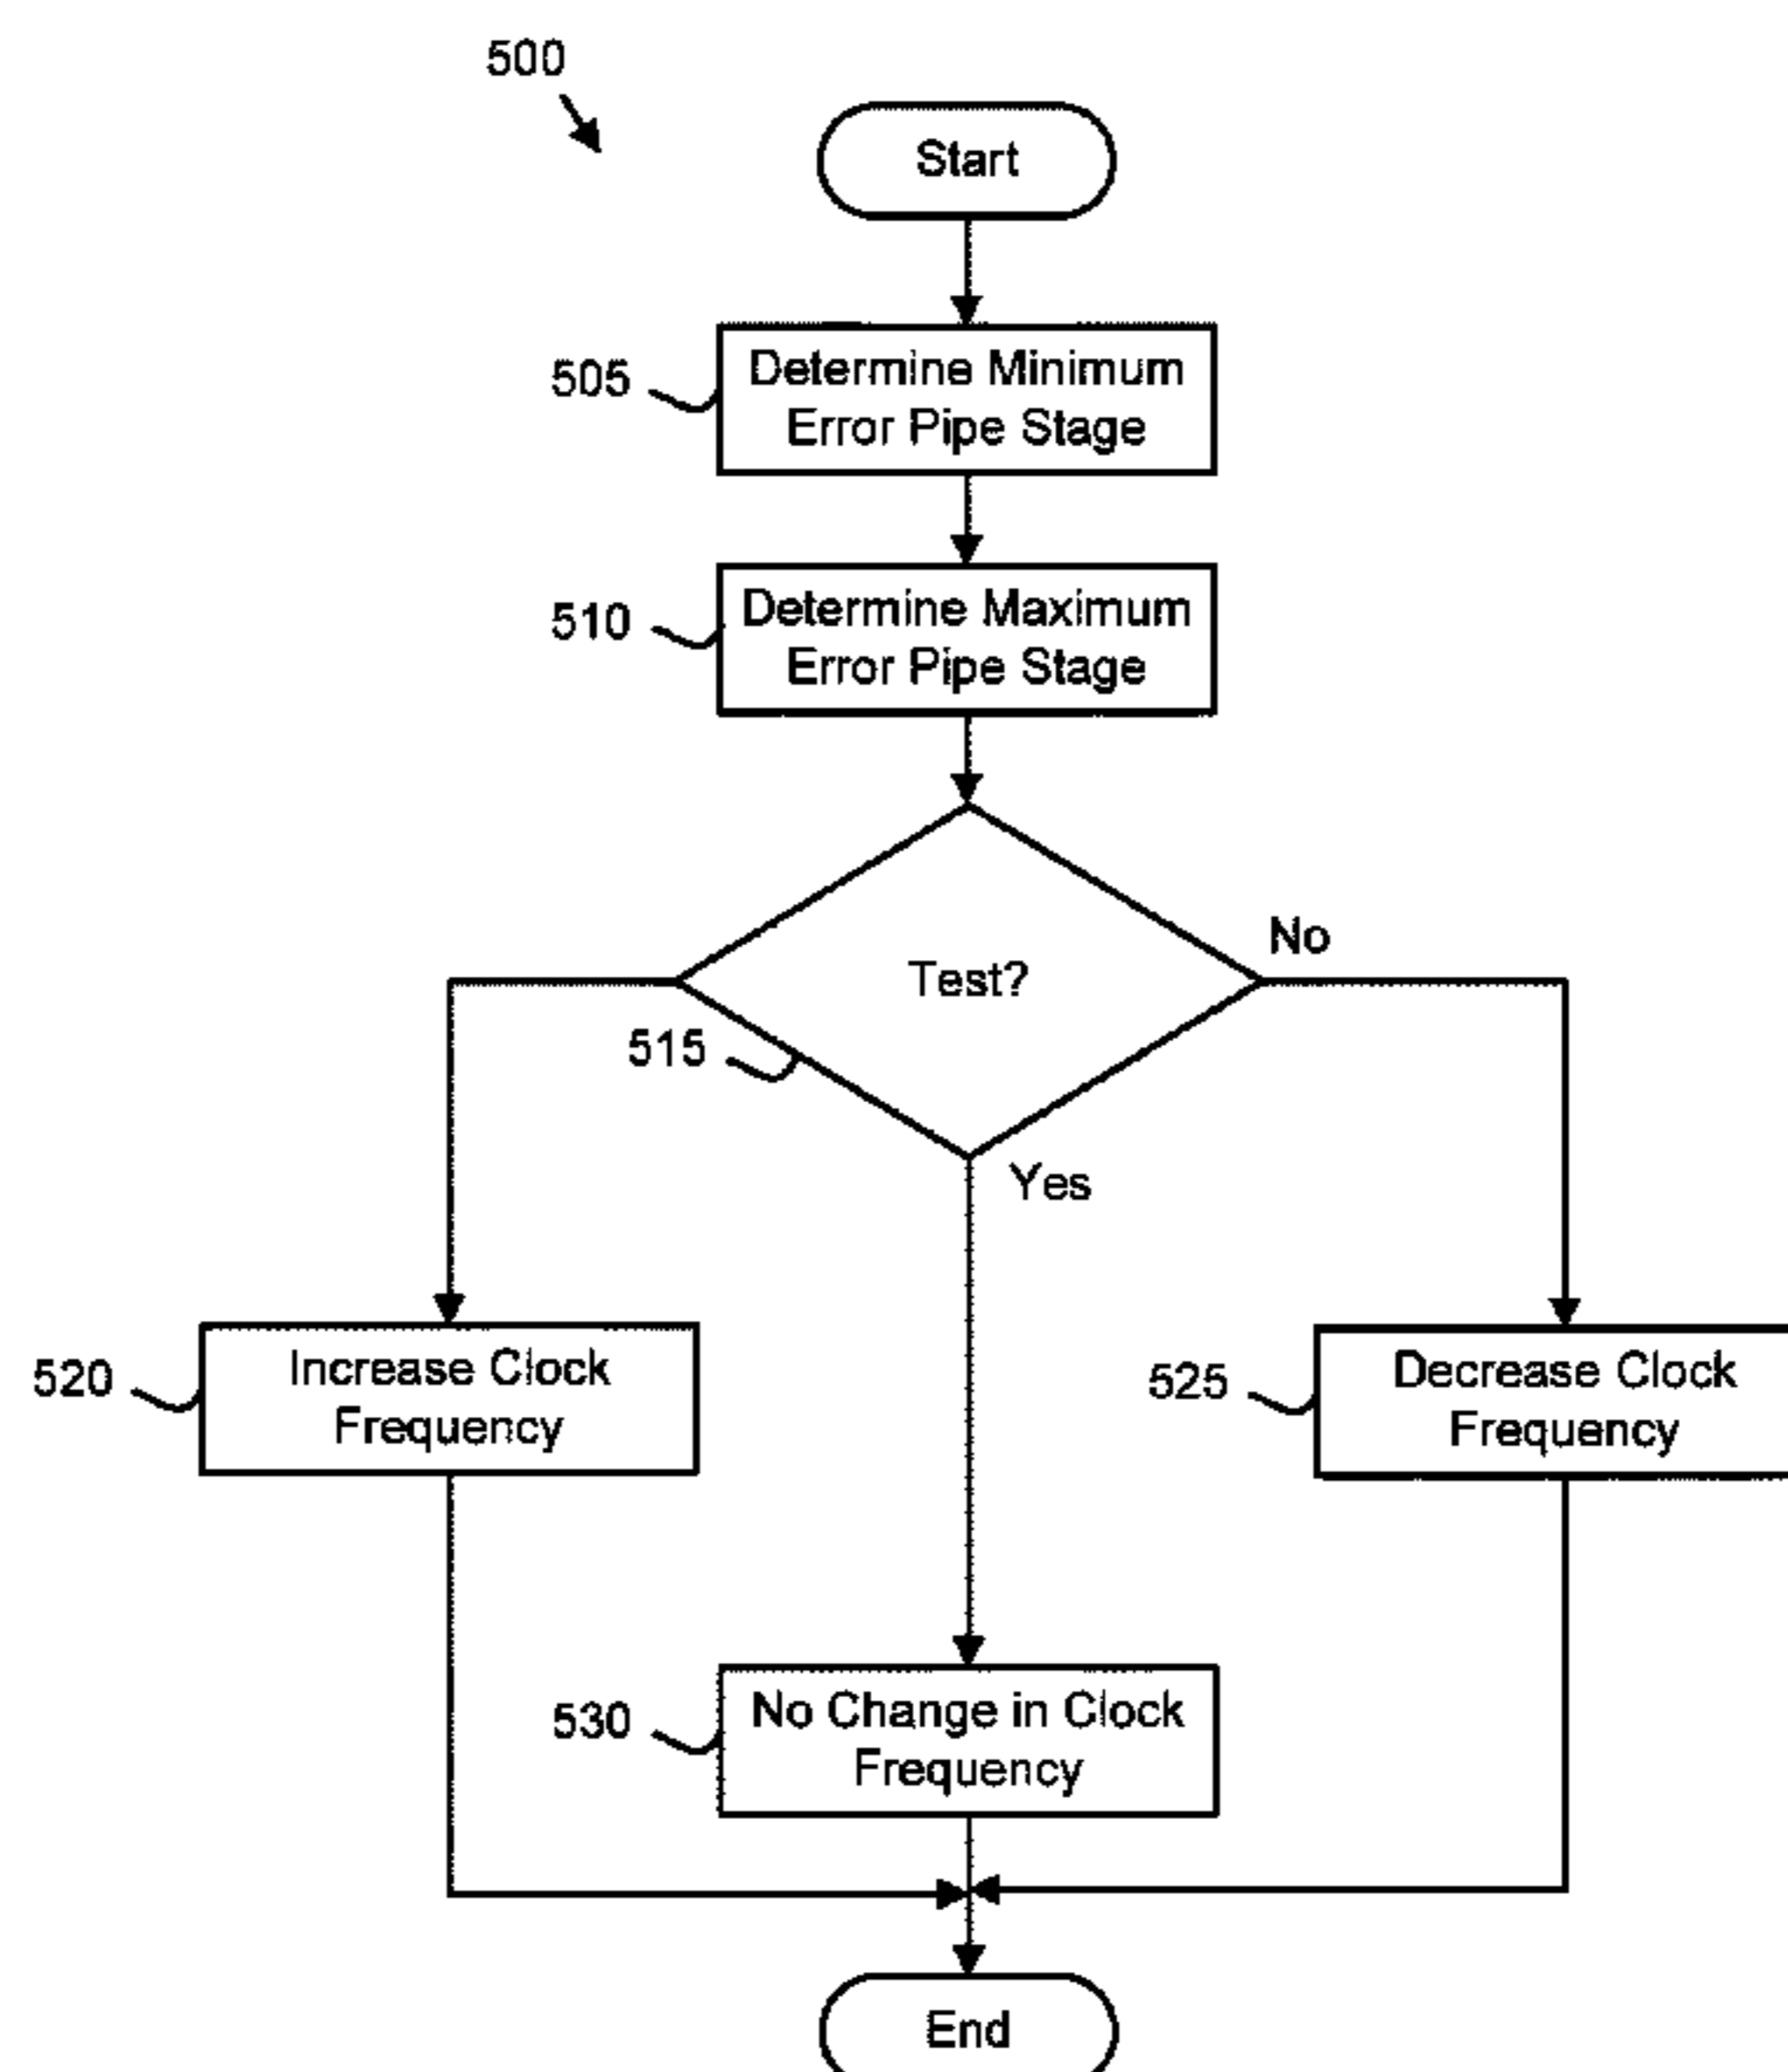 500
Start
505
Determine Minimum
Error Pipe Stage
510
Determine Maximum
Error Pipe Stage
Test?
No
515
Yes
520
Increase Clock
Frequency
525
Decrease Clock
Frequency
530
No Change in Clock
Frequency
End